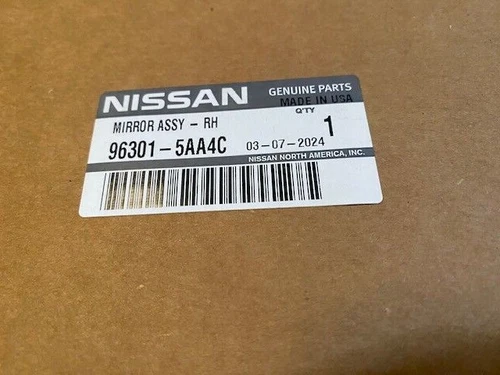 NISSAN
GENUINE PARTS
MADE IN USA
MIRROR ASSY - RH
Q'TY
1
96301-5AA4C
03-07-2024
NISSAN NORTH AMERICA, INC.